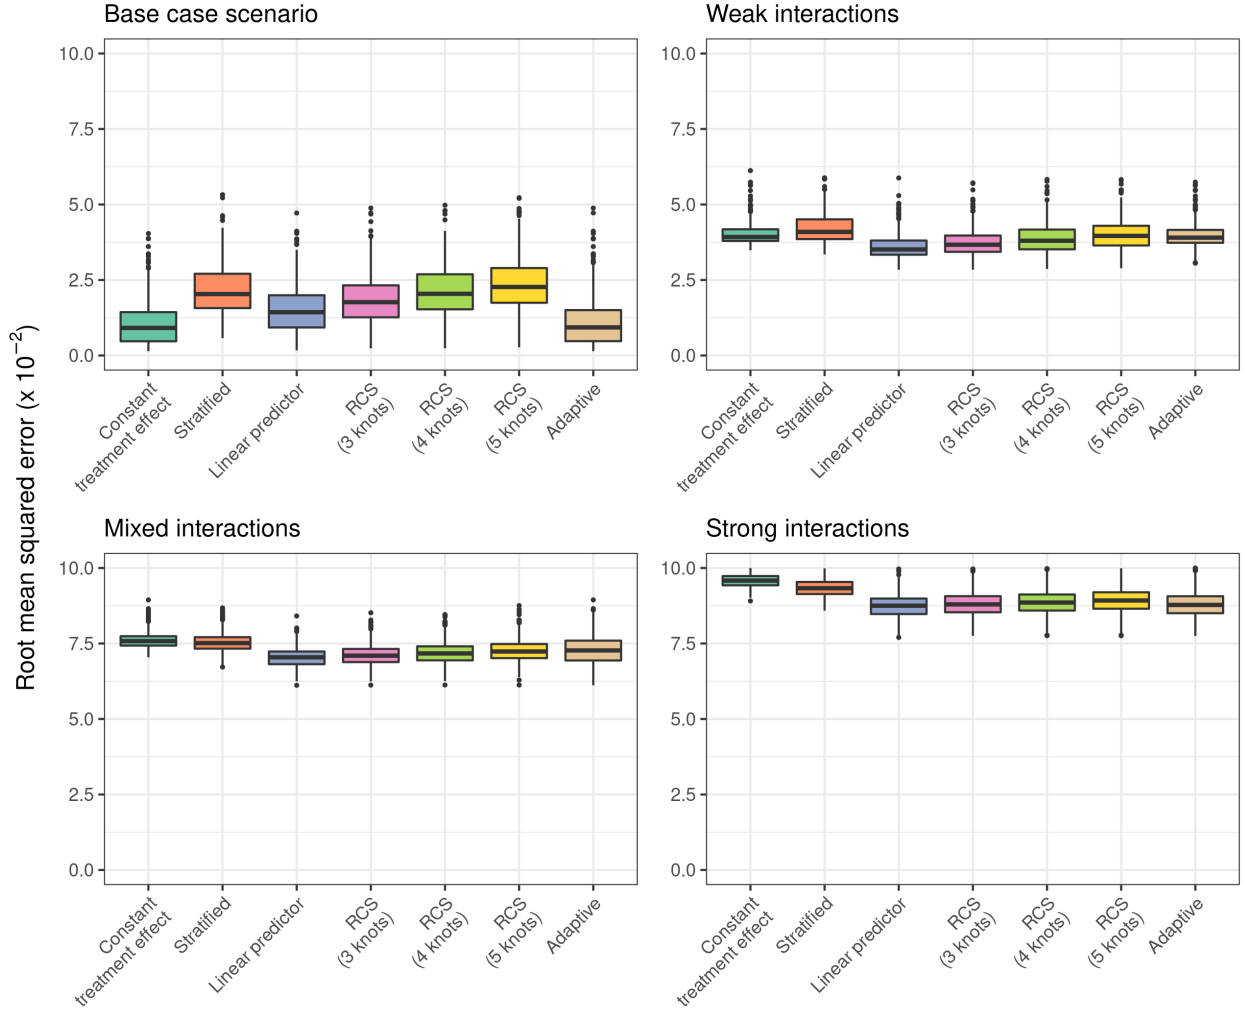 Base case scenario
Weak interactions
Root mean squared error (x 10⁻²)
10.0
7.5
5.0
2.5
0.0
Constant
treatment effect
Stratified
Linear predictor
RCS
(3 knots)
RCS
(4 knots)
RCS
(5 knots)
Adaptive
10.0
7.5
5.0
2.5
0.0
Constant
treatment effect
Stratified
Linear predictor
RCS
(3 knots)
RCS
(4 knots)
RCS
(5 knots)
Adaptive
Mixed interactions
Strong interactions
10.0
7.5
5.0
2.5
0.0
Constant
treatment effect
Stratified
Linear predictor
RCS
(3 knots)
RCS
(4 knots)
RCS
(5 knots)
Adaptive
10.0
7.5
5.0
2.5
0.0
Constant
treatment effect
Stratified
Linear predictor
RCS
(3 knots)
RCS
(4 knots)
RCS
(5 knots)
Adaptive